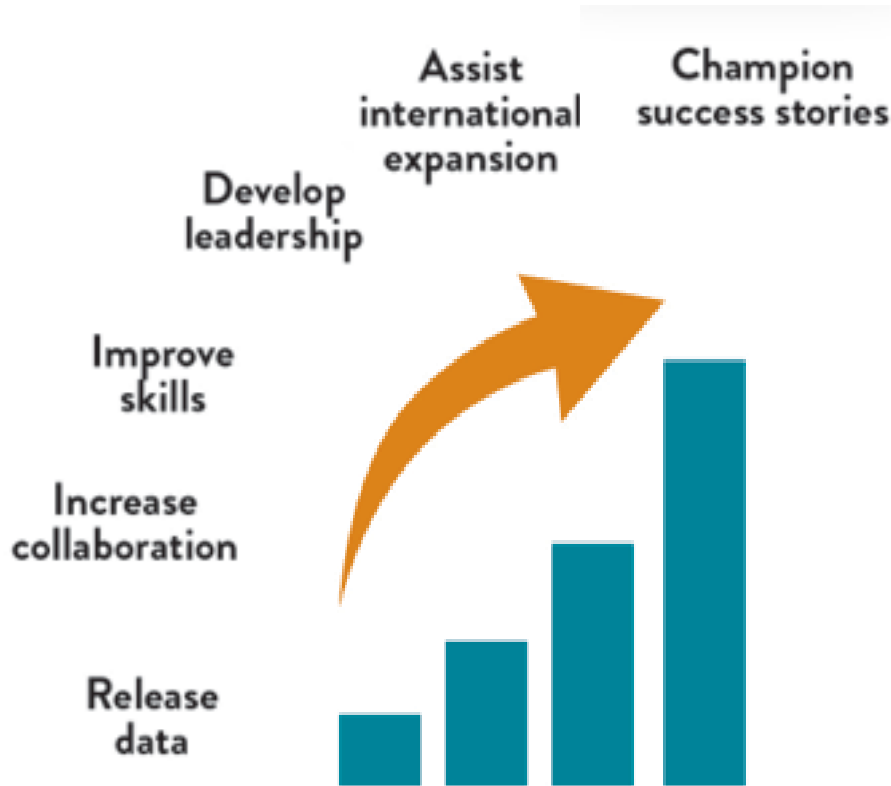 Assist
international
expansion
Champion
success stories
Develop
leadership
Improve
skills
Increase
collaboration
Release
data